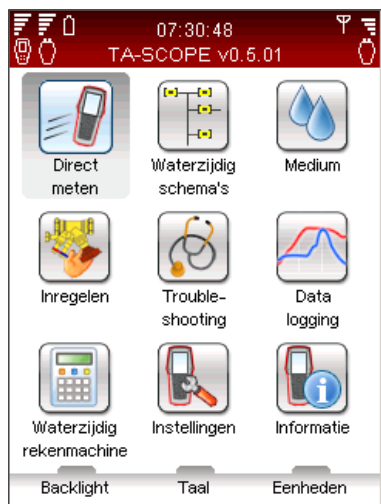 07:30:48
TA-SCOPE v0.5.01
Direct
meten
Waterzijdig
schema's
Medium
Inregelen
Trouble-
shooting
Data
logging
Waterzijdig
rekenmachine
Instellingen
Informatie
Backlight
Taal
Eenheden